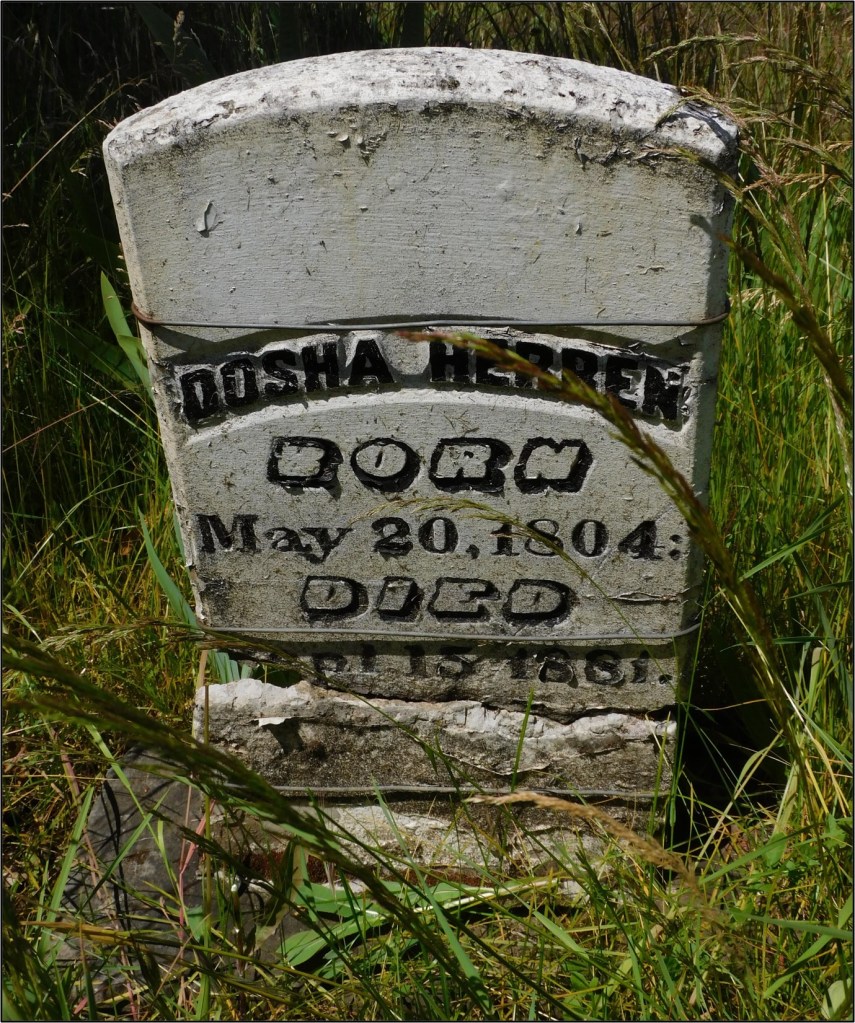 DOSHA HERREN.
BORN
May 20, 1804:
DIED
15 1881.